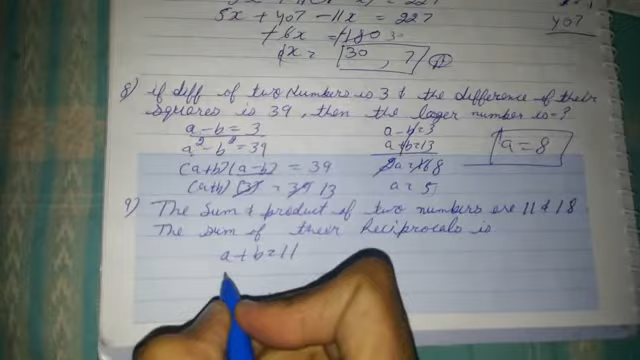 5x + 407 - 11x = 227
407
- 6x = - 180 30
x = 30 , 7
8) if diff of two Numbers is 3 & the difference of their
Squares is 39, then the larger number is = ?
a - b = 3
a - b = 3
a² - b² = 39
a + b = 13
a = 8
(a+b) (a-b) = 39
2a = 168
(a+b) (3) = 39 13
a = 5
9) The Sum & product of two numbers are 11 & 18
The sum of their Reciprocals is
a + b = 11